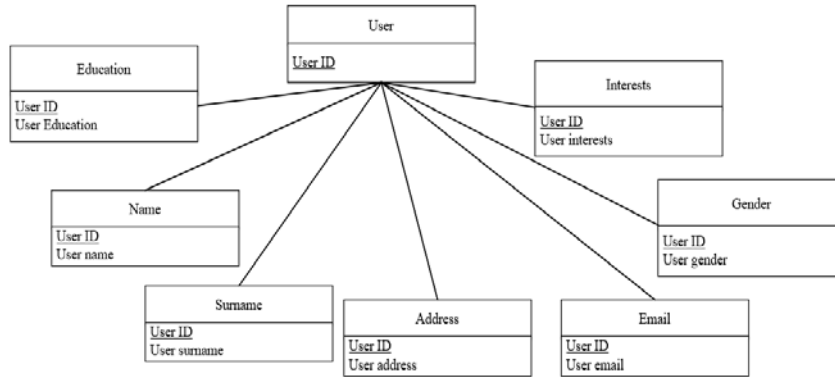 User
User ID
Education
User ID
User Education
Interests
User ID
User interests
Name
User ID
User name
Gender
User ID
User gender
Surname
User ID
User surname
Address
User ID
User address
Email
User ID
User email